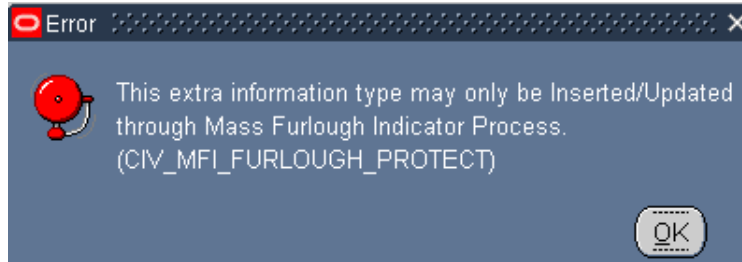 Error
This extra information type may only be Inserted/Updated
through Mass Furlough Indicator Process.
(CIV_MFI_FURLOUGH_PROTECT)
OK